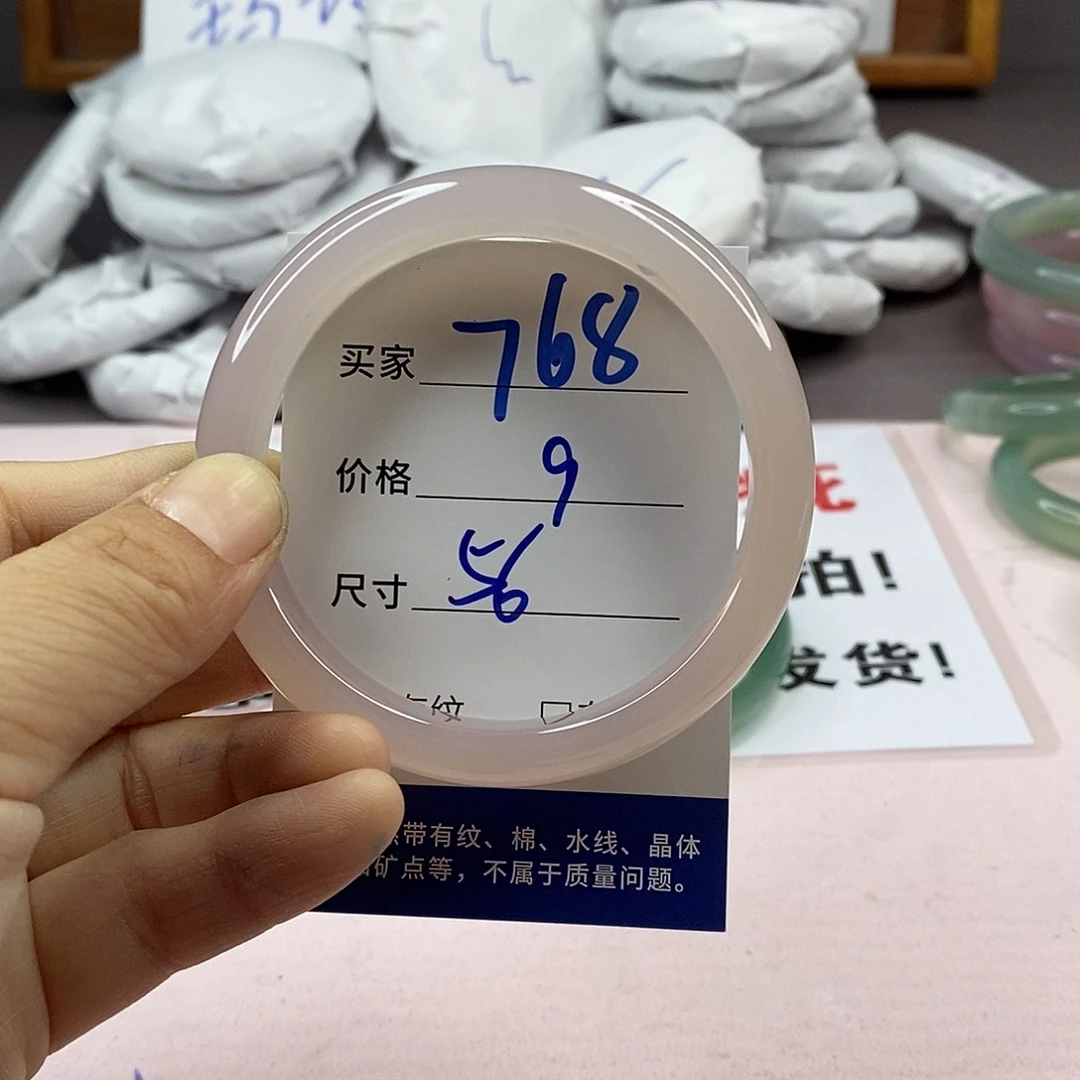 买家 768
价格 9
尺寸 56
纹
带有纹、棉、水线、晶体
矿点等，不属于质量问题。
拍！
发货！